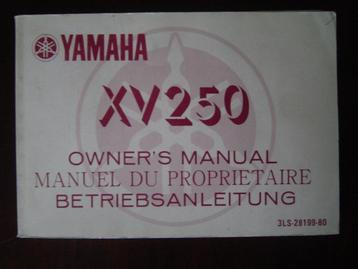 YAMAHA
XV250
OWNER'S MANUAL
MANUEL DU PROPRIETAIRE
BETRIEBSANLEITUNG
3LS-28199-80